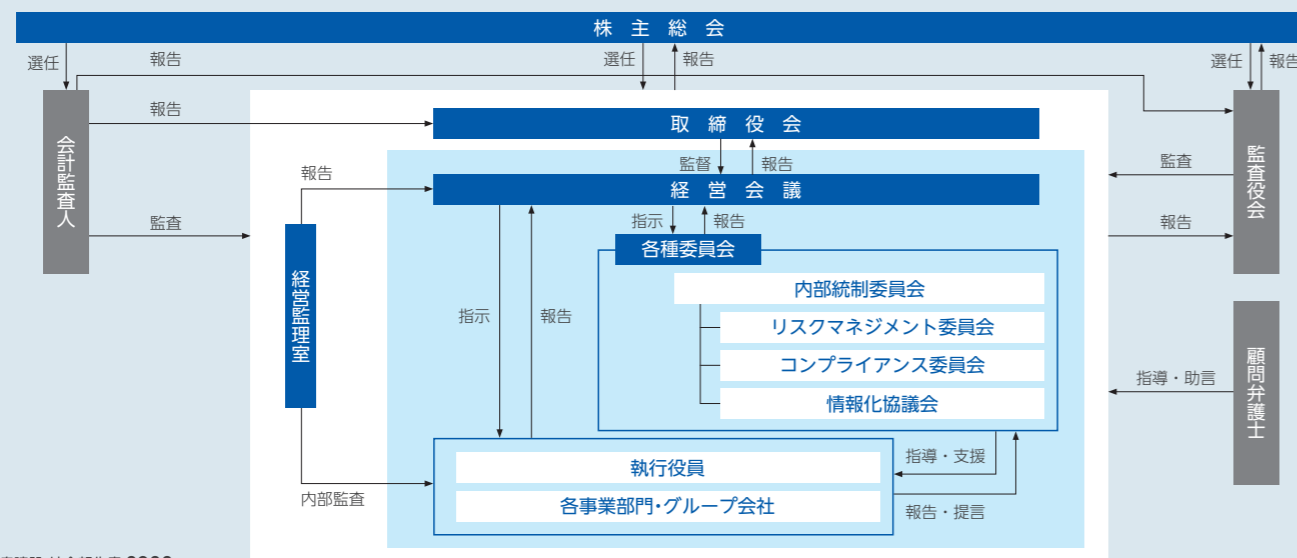 株主総会
選任
報告
選任
報告
選任
報告
会計監査人
報告
取締役会
監査役会
監督
報告
監査
報告
経営会議
監査
指示
報告
報告
経営監理室
各種委員会
内部統制委員会
指示
報告
リスクマネジメント委員会
コンプライアンス委員会
情報化協議会
指導・助言
顧問弁護士
執行役員
各事業部門・グループ会社
指導・支援
報告・提言
内部監査